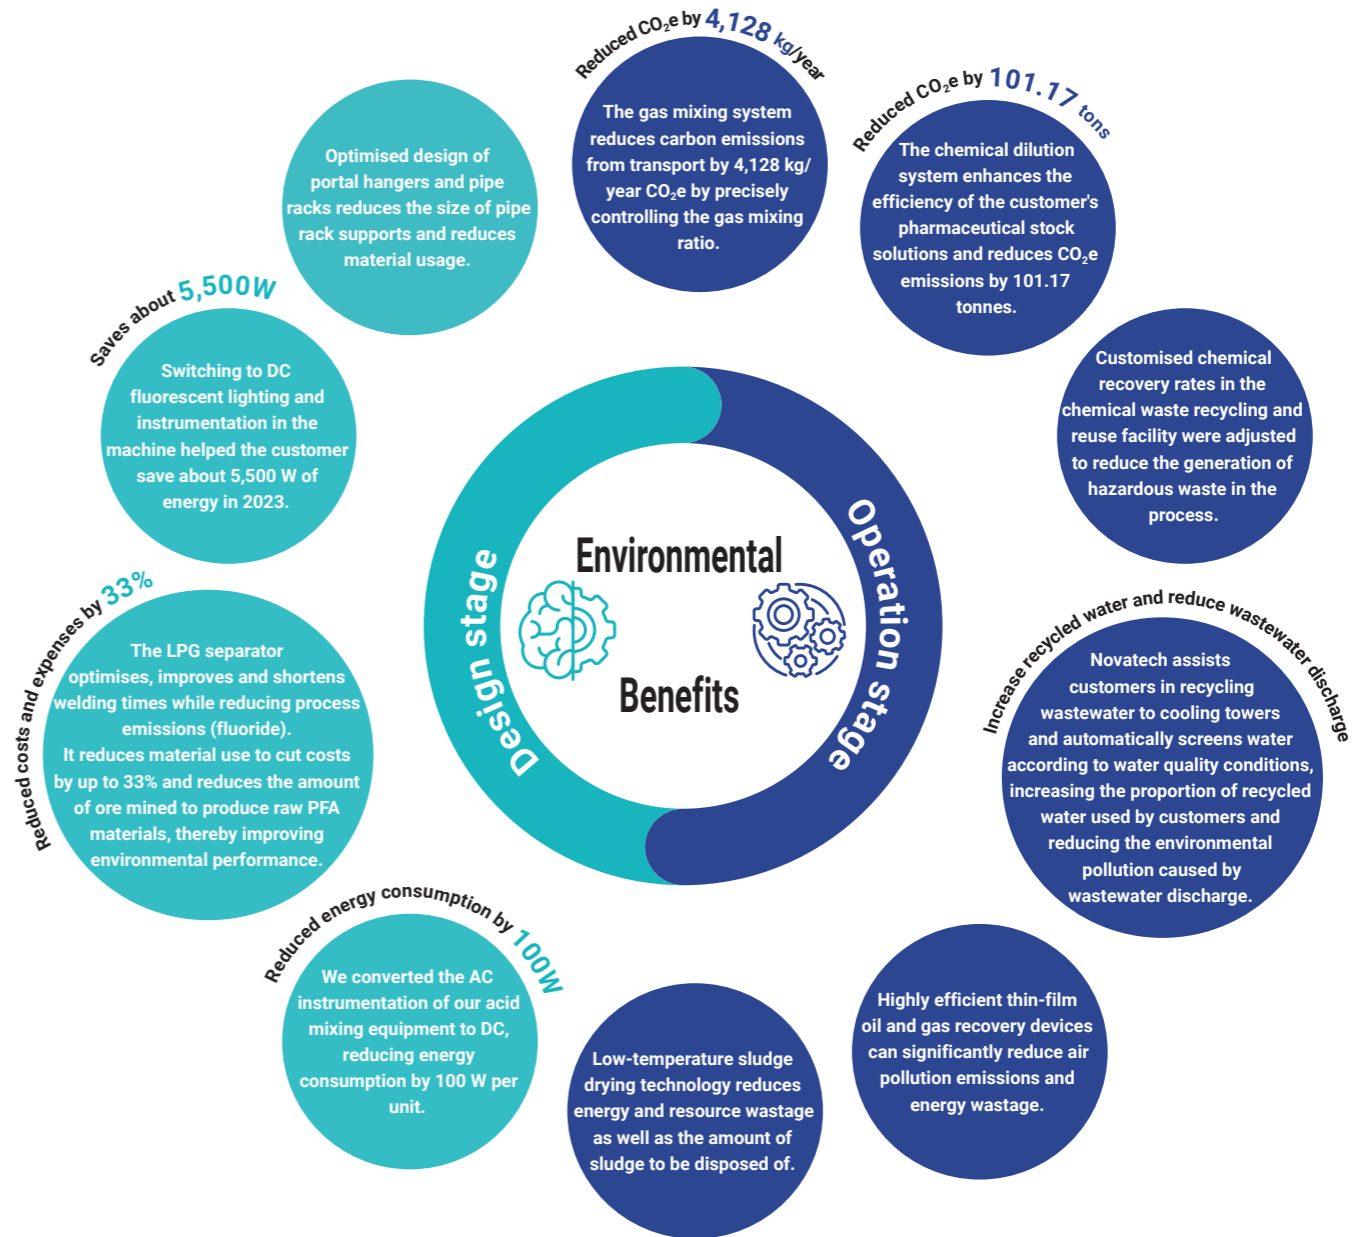 Environmental
Benefits
Design stage
Optimised design of
portal hangers and pipe
racks reduces the size of pipe
rack supports and reduces
material usage.
Saves about 5,500W
Switching to DC
fluorescent lighting and
instrumentation in the
machine helped the customer
save about 5,500 W of
energy in 2023.
Reduced costs and expenses by 33%
The LPG separator
optimises, improves and shortens
welding times while reducing process
emissions (fluoride).
It reduces material use to cut costs
by up to 33% and reduces the amount
of ore mined to produce raw PFA
materials, thereby improving
environmental performance.
Reduced energy consumption by 100W
We converted the AC
instrumentation of our acid
mixing equipment to DC,
reducing energy
consumption by 100 W per
unit.
Operation stage
Reduced CO₂e by 4,128 kg/year
The gas mixing system
reduces carbon emissions
from transport by 4,128 kg/
year CO₂e by precisely
controlling the gas mixing
ratio.
Reduced CO₂e by 101.17 tons
The chemical dilution
system enhances the
efficiency of the customer's
pharmaceutical stock
solutions and reduces CO₂e
emissions by 101.17
tonnes.
Customised chemical
recovery rates in the
chemical waste recycling and
reuse facility were adjusted
to reduce the generation of
hazardous waste in the
process.
Increase recycled water and reduce wastewater discharge
Novatech assists
customers in recycling
wastewater to cooling towers
and automatically screens water
according to water quality conditions,
increasing the proportion of recycled
water used by customers and
reducing the environmental
pollution caused by
wastewater discharge.
Highly efficient thin-film
oil and gas recovery devices
can significantly reduce air
pollution emissions and
energy wastage.
Low-temperature sludge
drying technology reduces
energy and resource wastage
as well as the amount of
sludge to be disposed of.